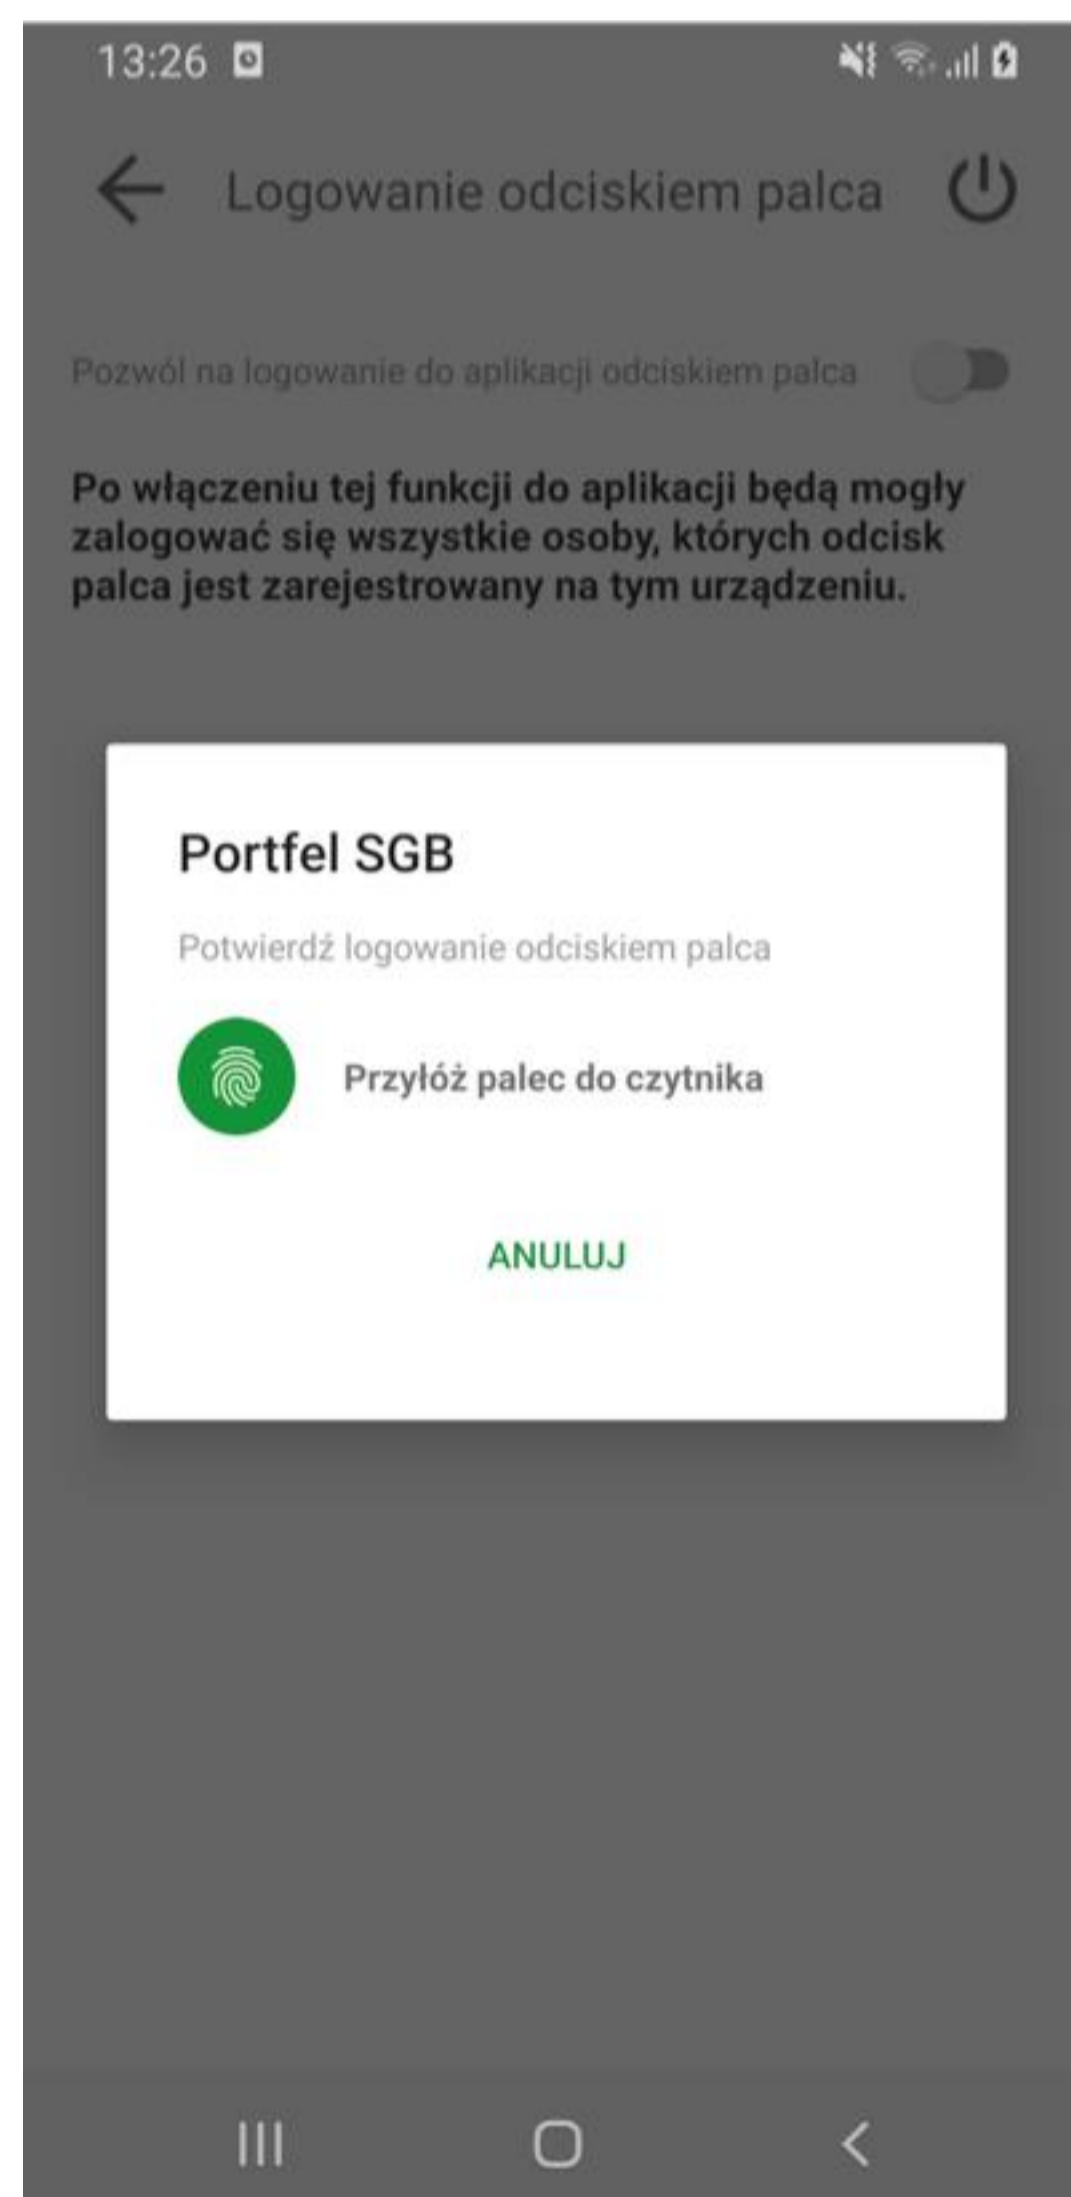 13:26
Logowanie odciskiem palca
Pozwól na logowanie do aplikacji odciskiem palca
Po włączeniu tej funkcji do aplikacji będą mogły
zalogować się wszystkie osoby, których odcisk
palca jest zarejestrowany na tym urządzeniu.
Portfel SGB
Potwierdź logowanie odciskiem palca
Przyłóż palec do czytnika
ANULUJ